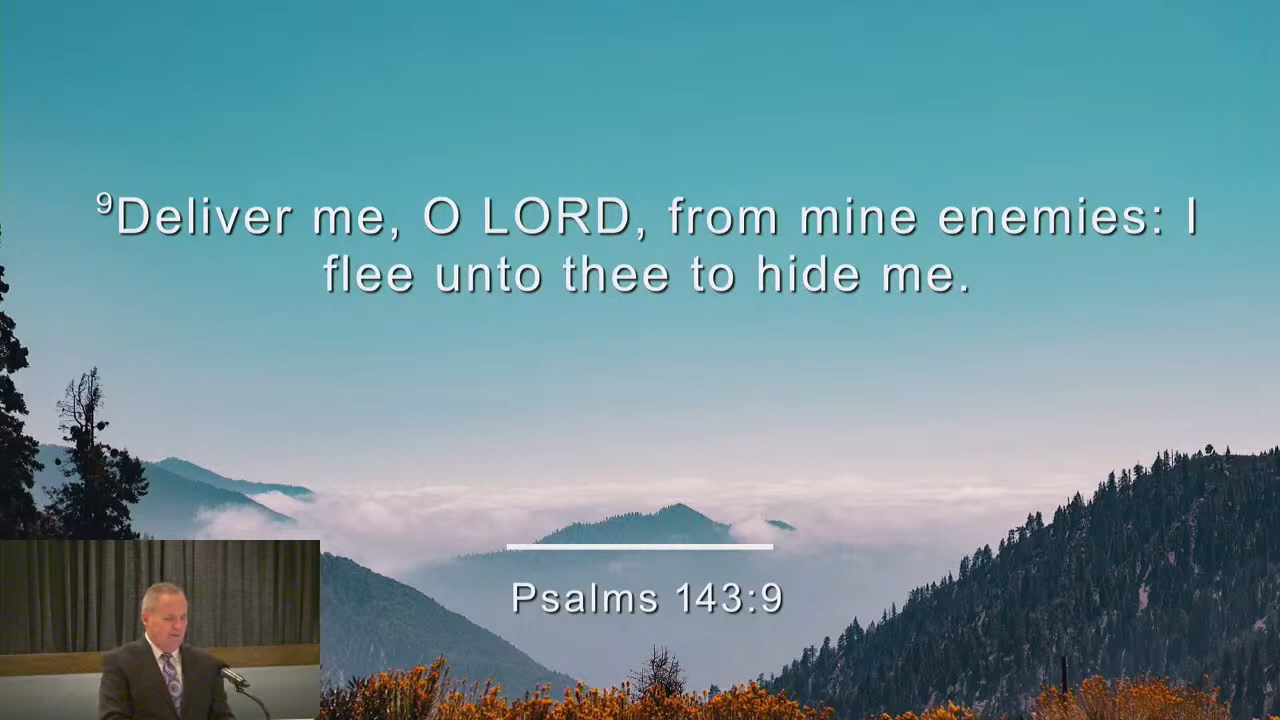 ⁹Deliver me, O LORD, from mine enemies: I
flee unto thee to hide me.
Psalms 143:9